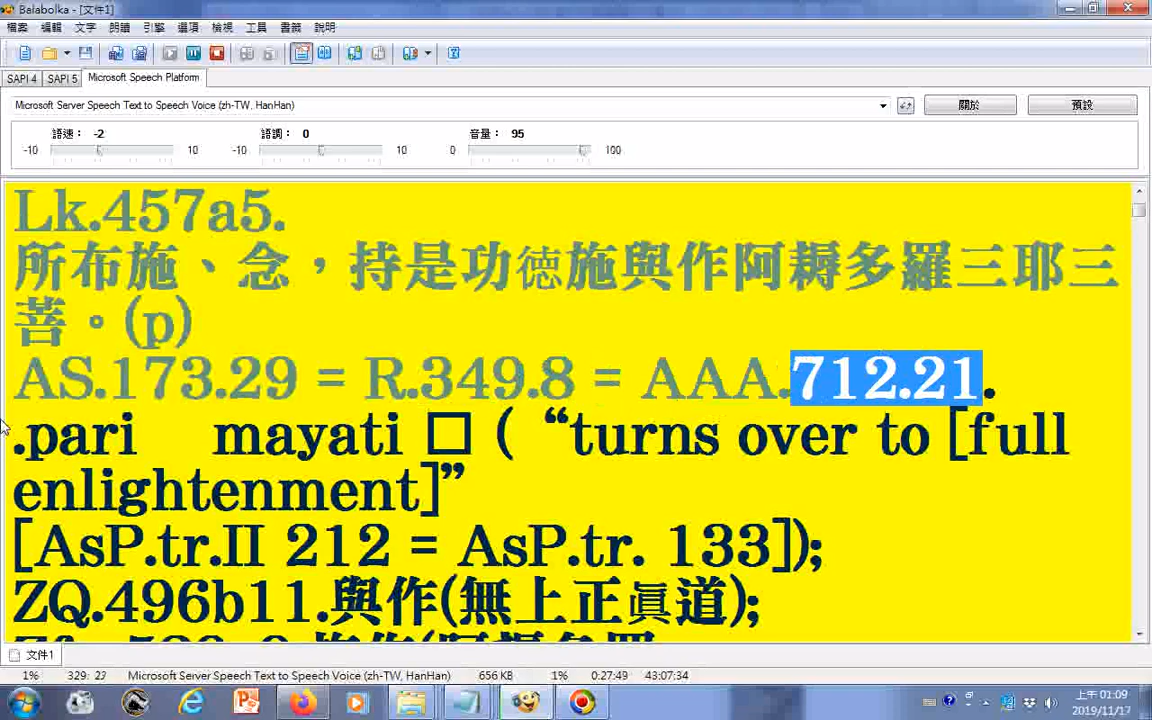 Balabolka - [文件1]
檔案 編輯 文字 朗讀 引擎 選項 檢視 工具 書籤 說明
SAPI 4 SAPI 5 Microsoft Speech Platform
Microsoft Server Speech Text to Speech Voice (zh-TW, HanHan) 關於 預設
語速： -2 語調： 0 音量： 95
-10 10 -10 10 0 100
Lk.457a5.
所布施、念，持是功德施與作阿耨多羅三耶三
菩。(p)
AS.173.29 = R.349.8 = AAA.712.21.
.pari mayati □ ( “turns over to [full
enlightenment]”
[AsP.tr.II 212 = AsP.tr. 133]);
ZQ.496b11.與作(無上正眞道);
文件1
1% 329: 23 Microsoft Server Speech Text to Speech Voice (zh-TW, HanHan) 656 KB 1% 0:27:49 43:07:34
上午 01:09
2019/11/17